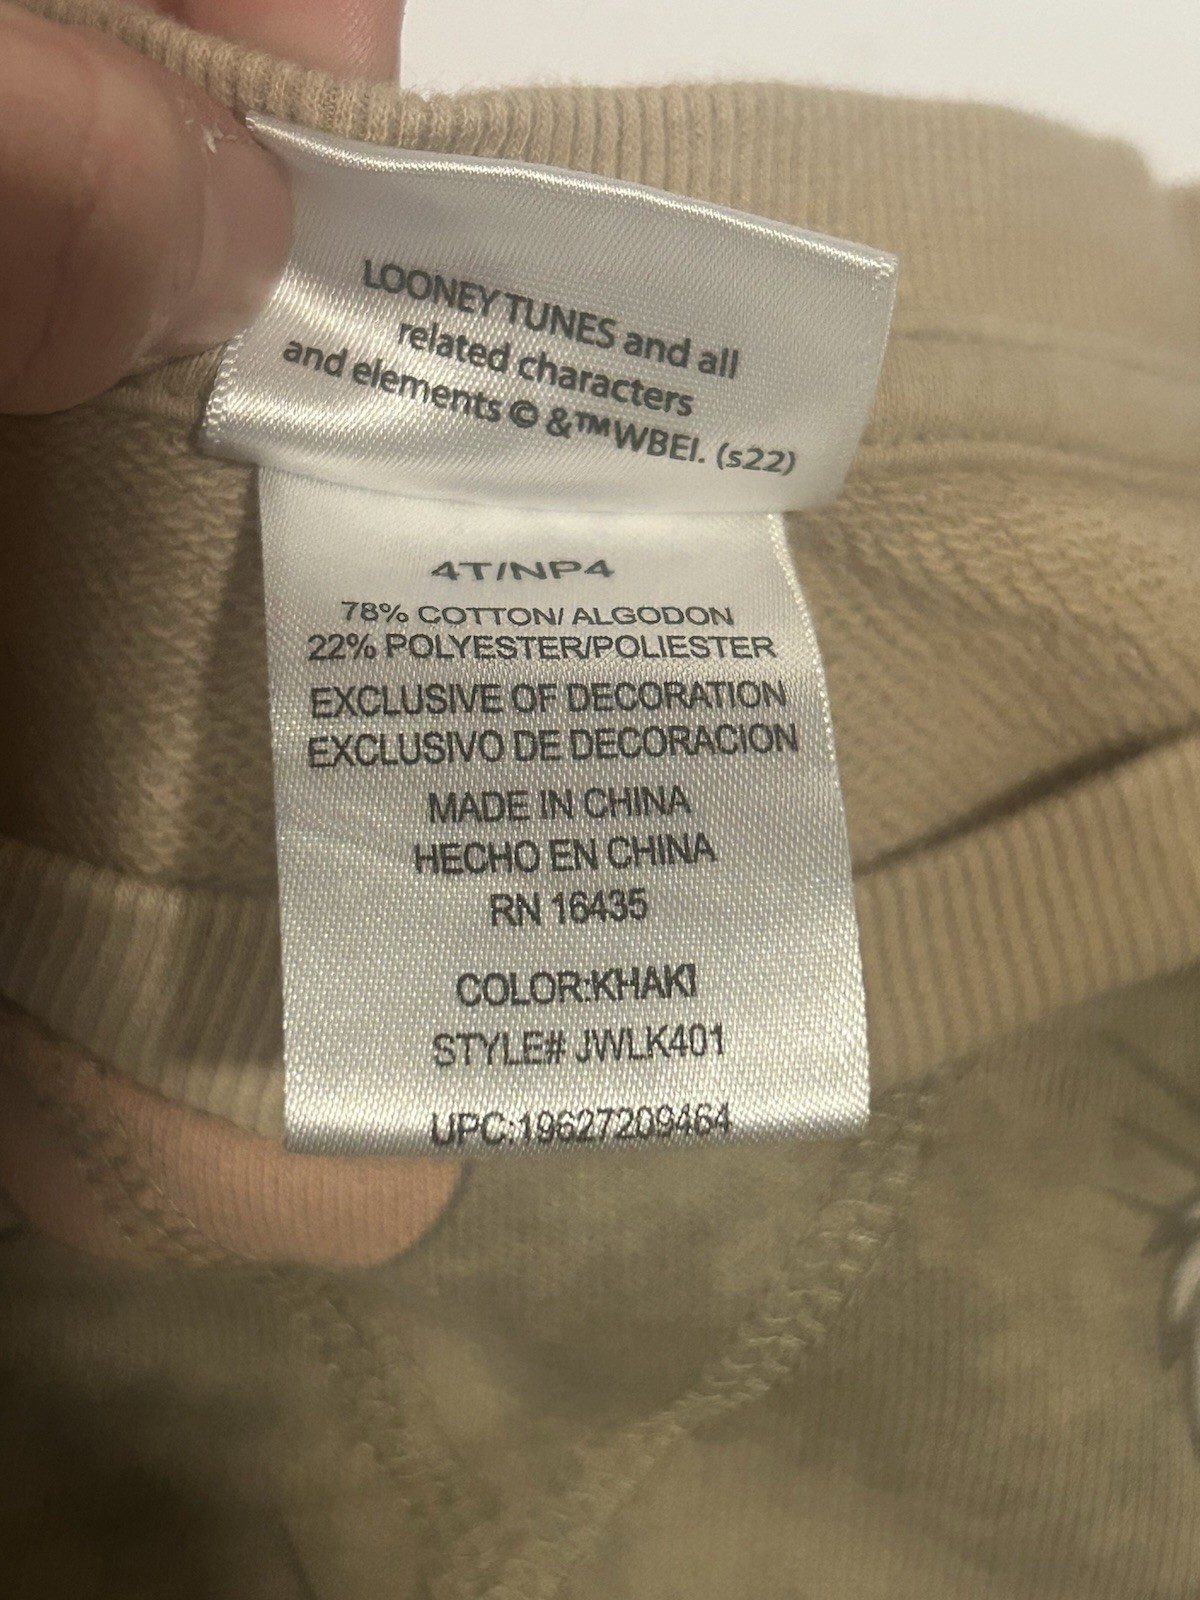 LOONEY TUNES and all
related characters
and elements © &™WBEI. (s22)
4T/NP4
78% COTTON/ ALGODON
22% POLYESTER/POLIESTER
EXCLUSIVE OF DECORATION
EXCLUSIVO DE DECORACION
MADE IN CHINA
HECHO EN CHINA
RN 16435
COLOR:KHAKI
STYLE# JWLK401
UPC:19627209464